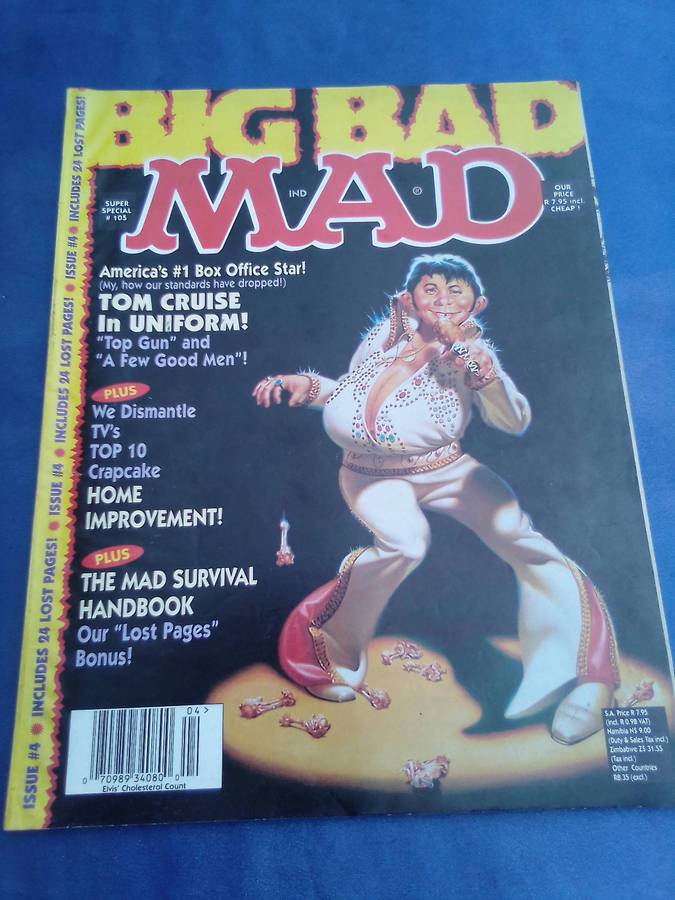 BIG BAD
MAD
IND
®
SUPER
SPECIAL
# 105
OUR
PRICE
R 7.95 incl.
CHEAP !
America's #1 Box Office Star!
(My, how our standards have dropped!)
TOM CRUISE
In UNIFORM!
"Top Gun" and
"A Few Good Men"!
PLUS
We Dismantle
TV's
TOP 10
Crapcake
HOME
IMPROVEMENT!
PLUS
THE MAD SURVIVAL
HANDBOOK
Our "Lost Pages"
Bonus!
ISSUE #4 * INCLUDES 24 LOST PAGES! * ISSUE #4 * INCLUDES 24 LOST PAGES! * ISSUE #4 * INCLUDES 24 LOST PAGES!
04>
0 70989 34080 0
Elvis' Cholesterol Count
S.A. Price R 7.95
(incl. R 0.98 VAT)
Namibia N$ 9.00
(Duty & Sales Tax incl.)
Zimbabwe Z$ 31.55
(Tax incl.)
Other Countries
R8.35 (excl.)